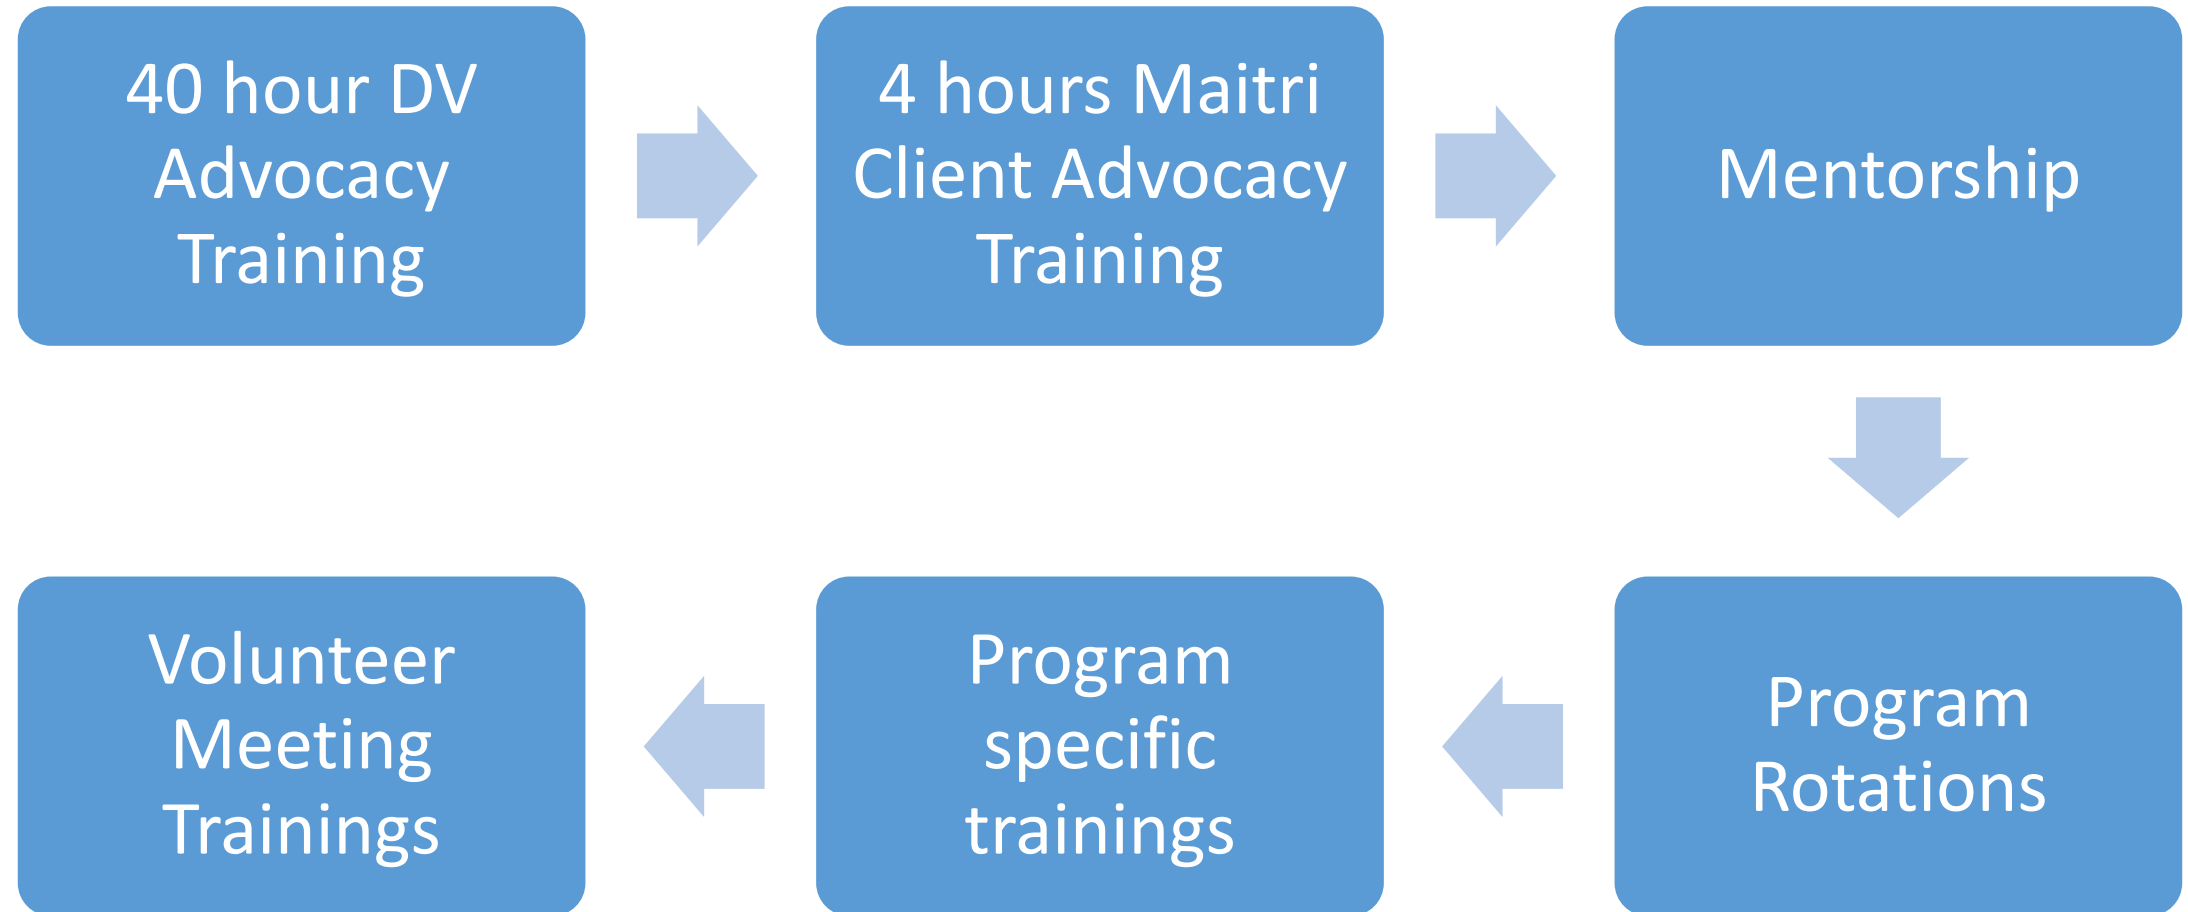 40 hour DV
Advocacy
Training
4 hours Maitri
Client Advocacy
Training
Mentorship
Program
Rotations
Program
specific
trainings
Volunteer
Meeting
Trainings